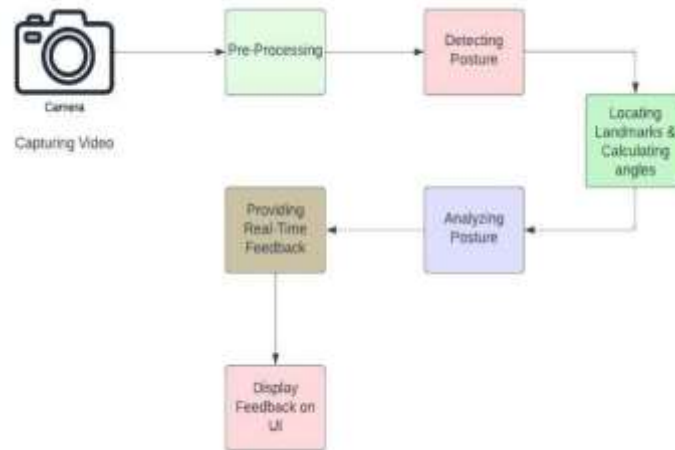 Camera
Capturing Video
Pre-Processing
Detecting
Posture
Locating
Landmarks &
Calculating
angles
Analyzing
Posture
Providing
Real-Time
Feedback
Display
Feedback on
UI